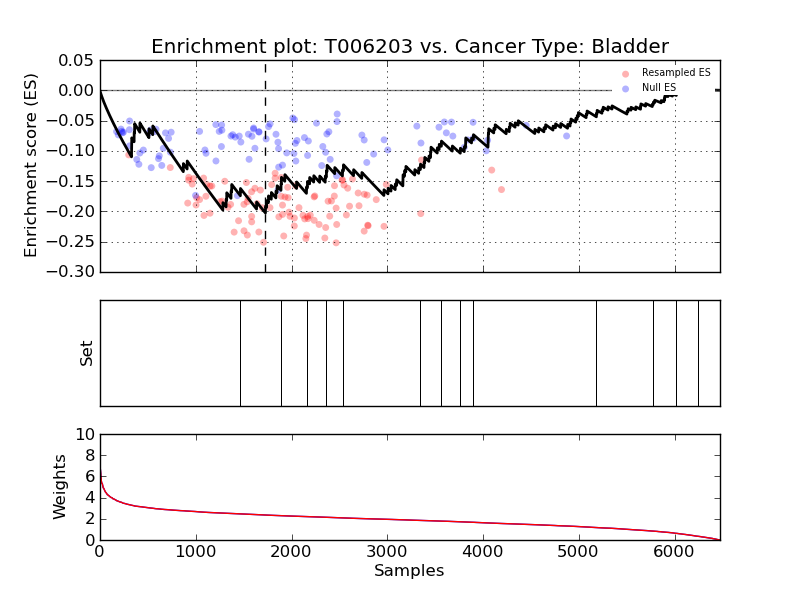 Enrichment plot: T006203 vs. Cancer Type: Bladder
Enrichment score (ES)
0.05
0.00
−0.05
−0.10
−0.15
−0.20
−0.25
−0.30
Resampled ES
Null ES
Set
Weights
10
8
6
4
2
0
0 1000 2000 3000 4000 5000 6000
Samples